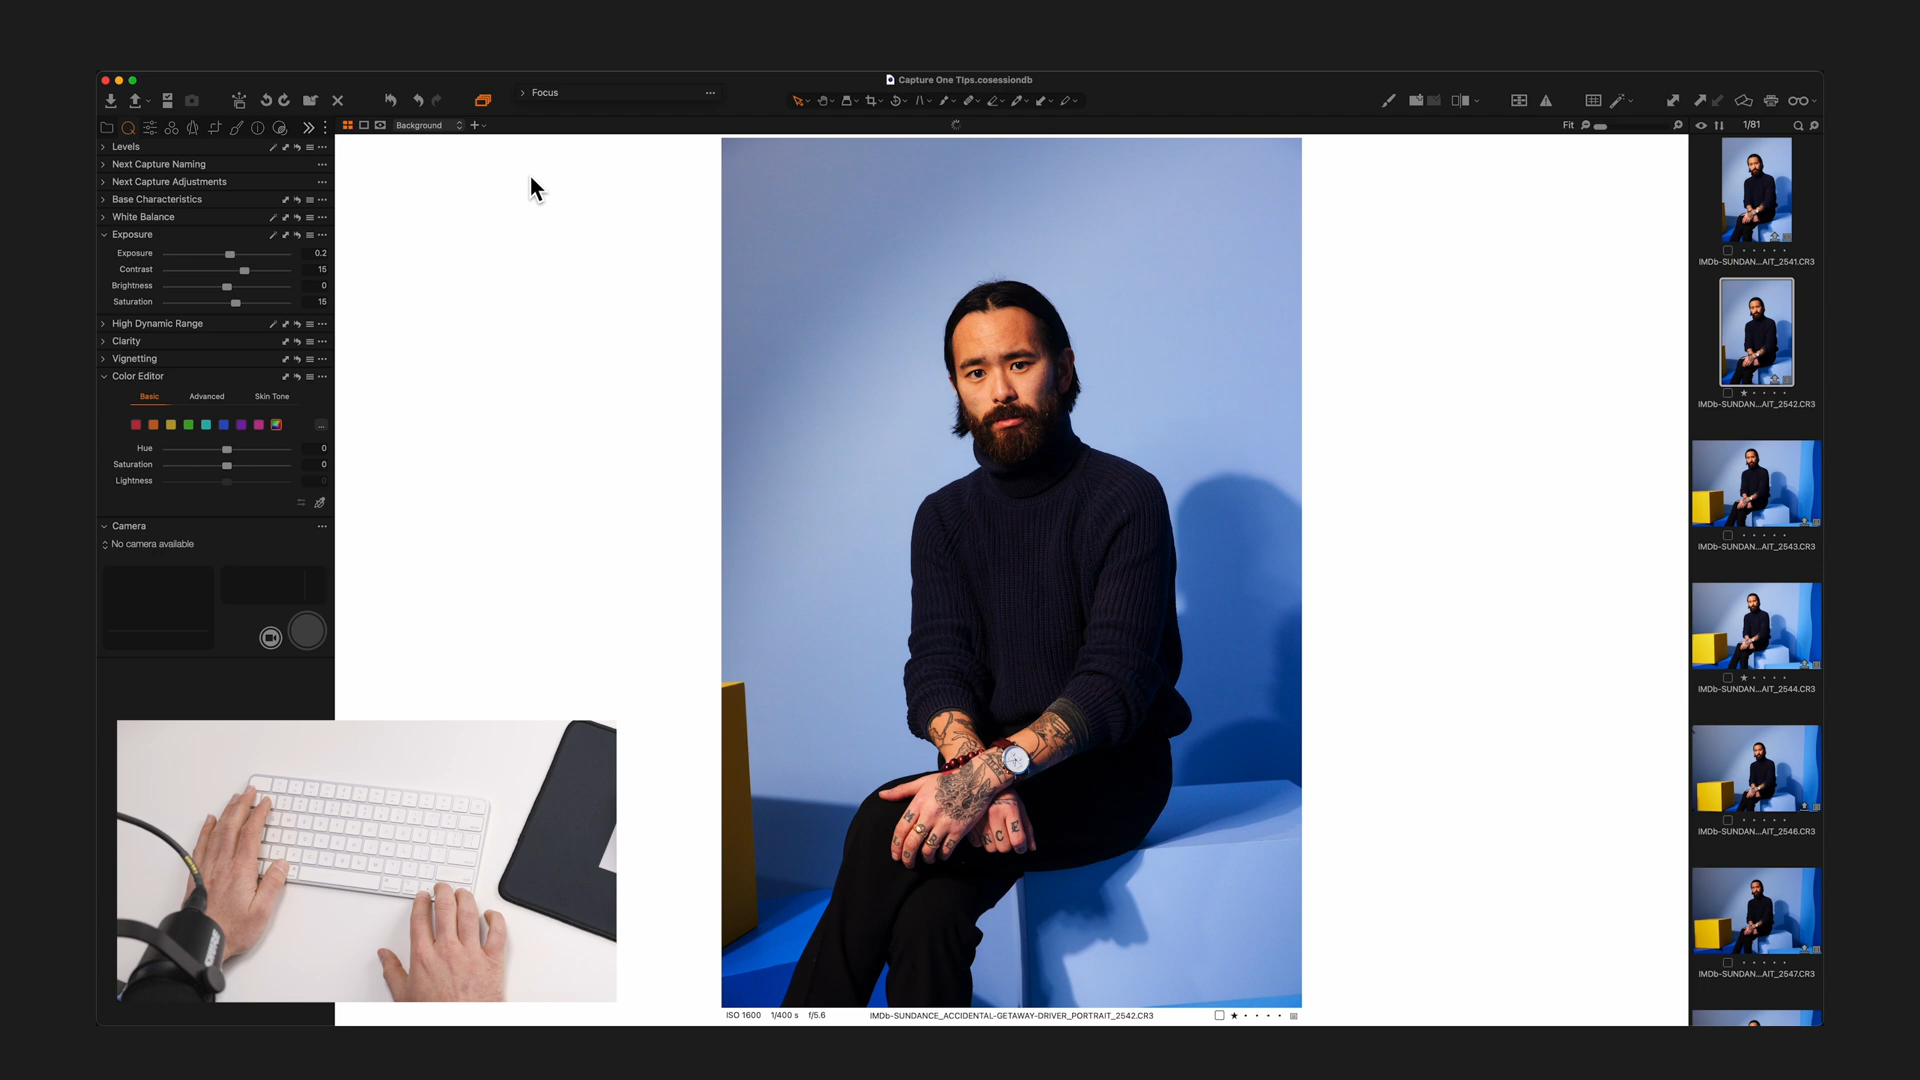 Capture One TIps.cosessiondb
Focus
Background
Fit
1/81
Levels
Next Capture Naming
Next Capture Adjustments
Base Characteristics
White Balance
Exposure
Exposure 0.2
Contrast 15
Brightness 0
Saturation 15
High Dynamic Range
Clarity
Vignetting
Color Editor
Basic Advanced Skin Tone
Hue 0
Saturation 0
Lightness 0
Camera
No camera available
SHURE
ISO 1600 1/400 s f/5.6 IMDb-SUNDANCE_ACCIDENTAL-GETAWAY-DRIVER_PORTRAIT_2542.CR3
IMDb-SUNDAN...AIT_2541.CR3
IMDb-SUNDAN...AIT_2542.CR3
IMDb-SUNDAN...AIT_2543.CR3
IMDb-SUNDAN...AIT_2544.CR3
IMDb-SUNDAN...AIT_2546.CR3
IMDb-SUNDAN...AIT_2547.CR3